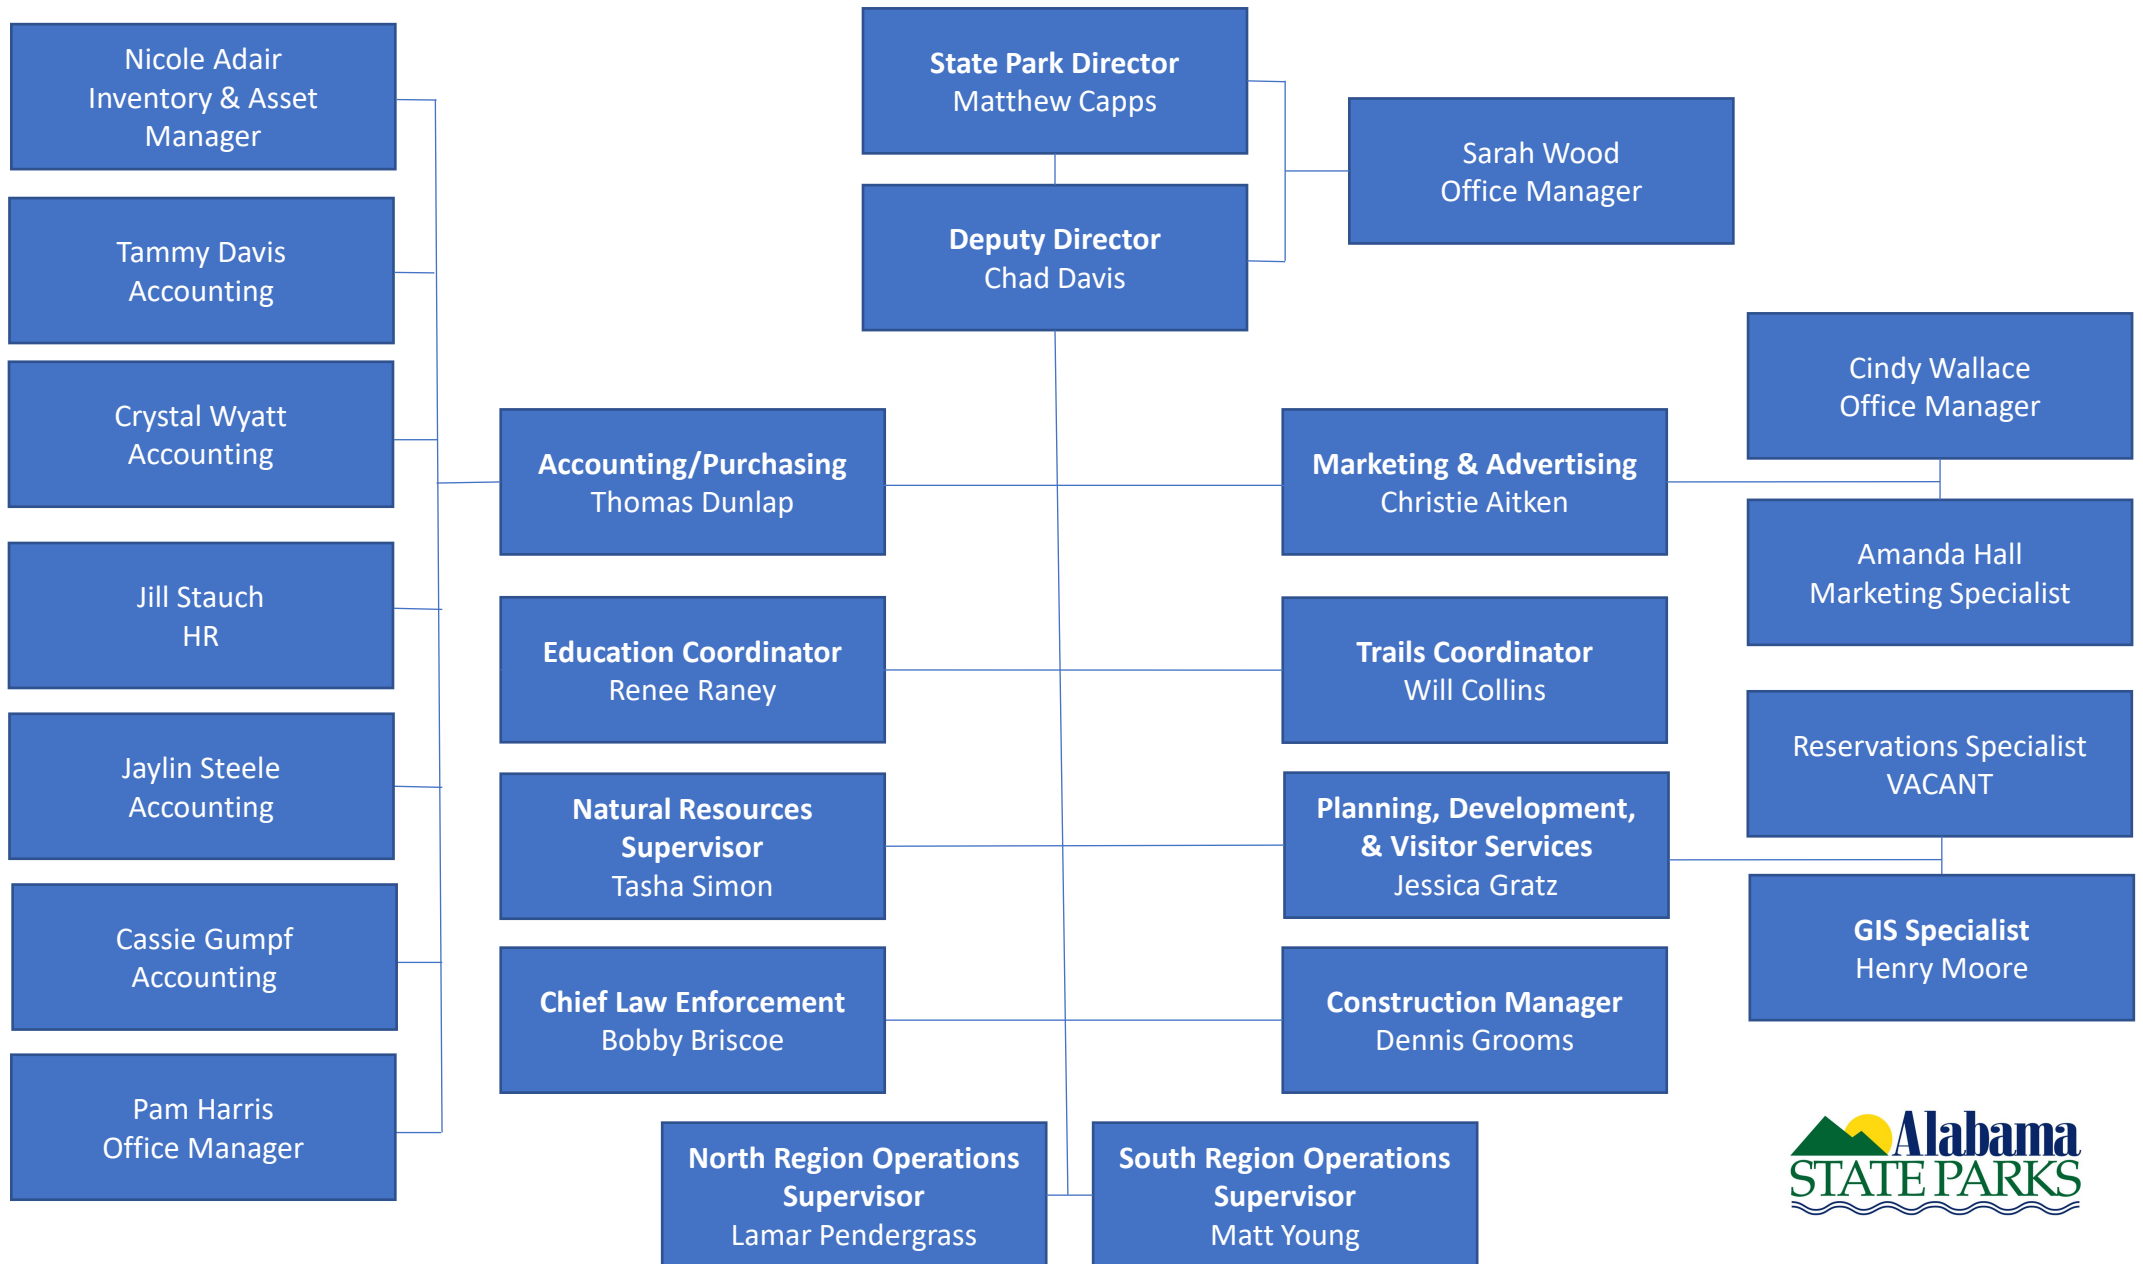 State Park Director
Matthew Capps
Sarah Wood
Office Manager
Deputy Director
Chad Davis
Nicole Adair
Inventory & Asset
Manager
Tammy Davis
Accounting
Crystal Wyatt
Accounting
Jill Stauch
HR
Jaylin Steele
Accounting
Cassie Gumpf
Accounting
Pam Harris
Office Manager
Accounting/Purchasing
Thomas Dunlap
Education Coordinator
Renee Raney
Natural Resources
Supervisor
Tasha Simon
Chief Law Enforcement
Bobby Briscoe
Marketing & Advertising
Christie Aitken
Trails Coordinator
Will Collins
Planning, Development,
& Visitor Services
Jessica Gratz
Construction Manager
Dennis Grooms
Cindy Wallace
Office Manager
Amanda Hall
Marketing Specialist
Reservations Specialist
VACANT
GIS Specialist
Henry Moore
North Region Operations
Supervisor
Lamar Pendergrass
South Region Operations
Supervisor
Matt Young
Alabama
STATE PARKS